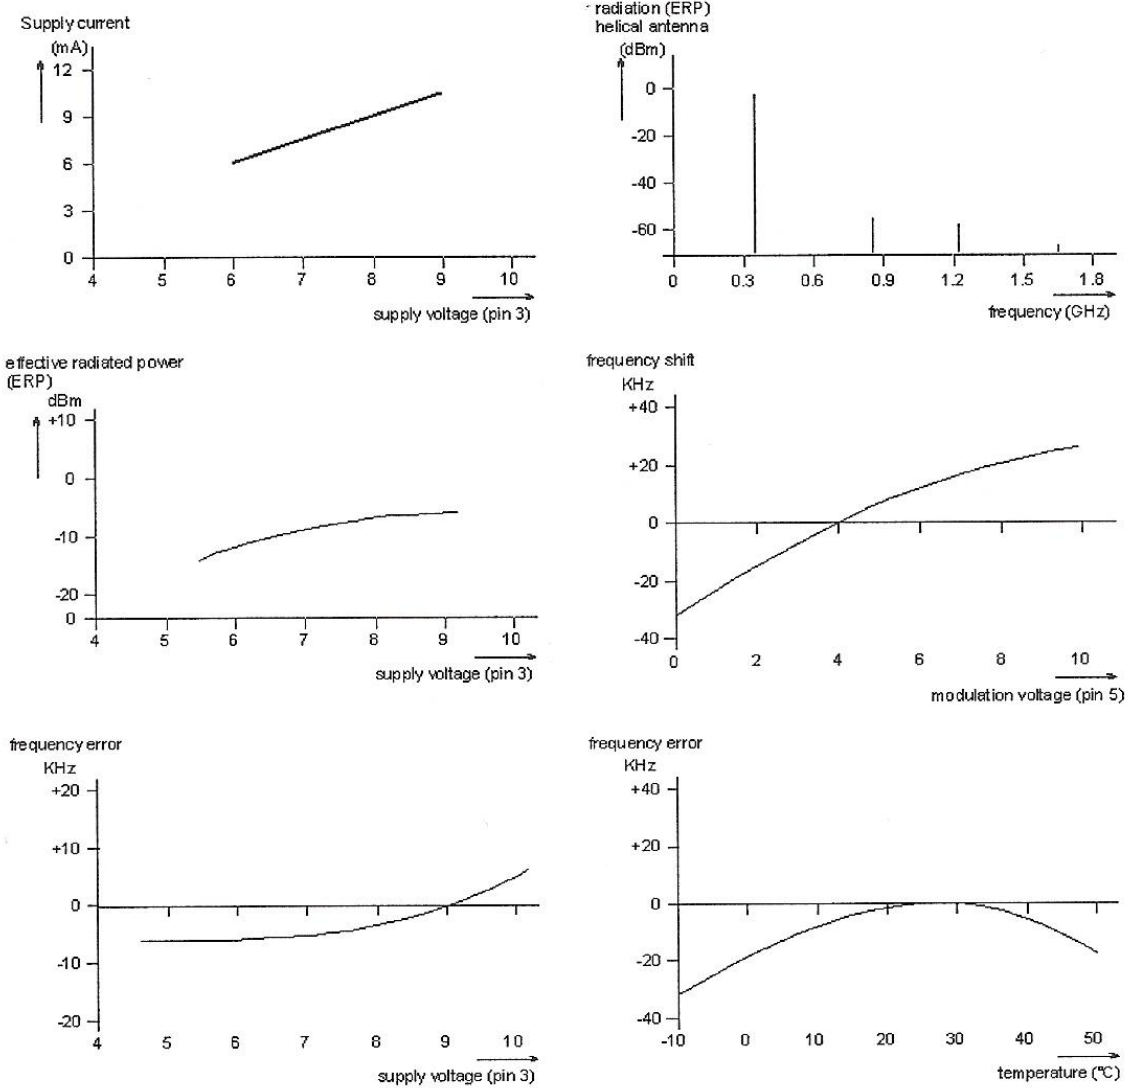 Supply current
(mA)
12
9
6
3
0
4 5 6 7 8 9 10
supply voltage (pin 3)
radiation (ERP)
helical antenna
(dBm)
0
-20
-40
-60
0 0.3 0.6 0.9 1.2 1.5 1.8
frequency (GHz)
effective radiated power
(ERP)
dBm
+10
0
-10
-20
0
4 5 6 7 8 9 10
supply voltage (pin 3)
frequency shift
KHz
+40
+20
0
-20
-40
0 2 4 6 8 10
modulation voltage (pin 5)
frequency error
KHz
+20
+10
0
-10
-20
4 5 6 7 8 9 10
supply voltage (pin 3)
frequency error
KHz
+40
+20
0
-20
-40
-10 0 10 20 30 40 50
temperature (°C)